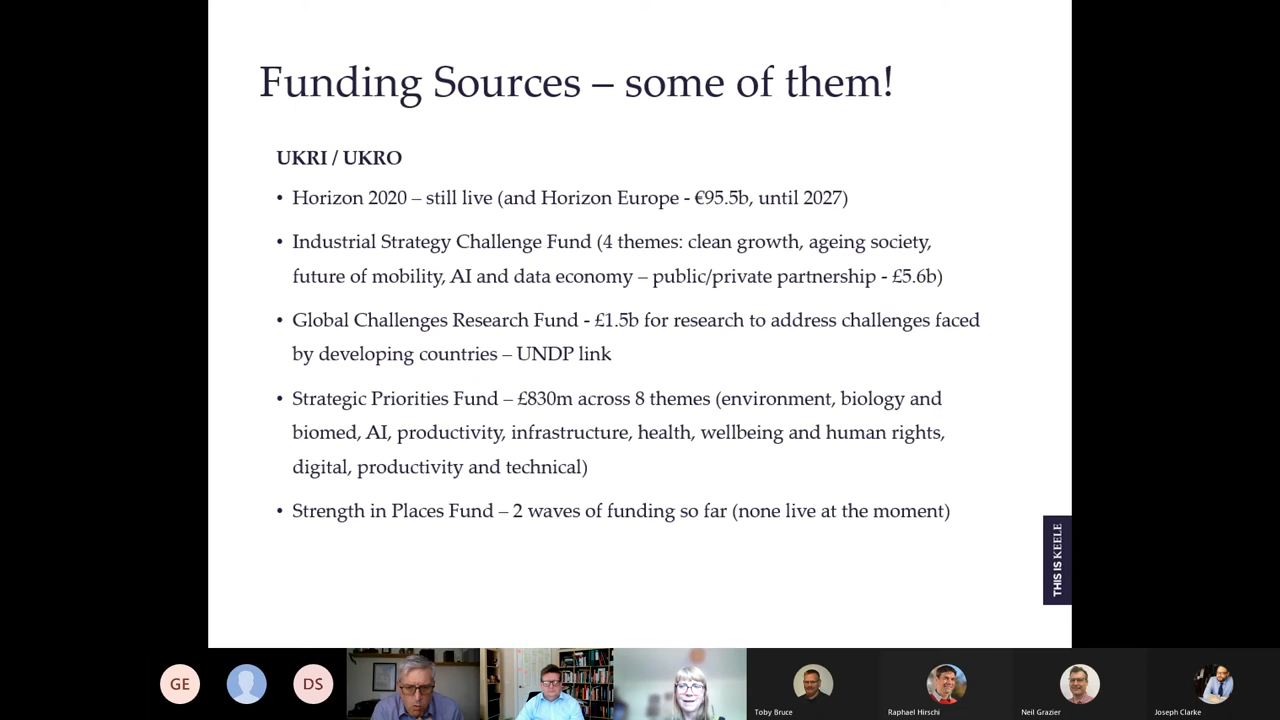 Funding Sources – some of them!
UKRI / UKRO
• Horizon 2020 – still live (and Horizon Europe - €95.5b, until 2027)
• Industrial Strategy Challenge Fund (4 themes: clean growth, ageing society,
future of mobility, AI and data economy – public/private partnership - £5.6b)
• Global Challenges Research Fund - £1.5b for research to address challenges faced
by developing countries – UNDP link
• Strategic Priorities Fund – £830m across 8 themes (environment, biology and
biomed, AI, productivity, infrastructure, health, wellbeing and human rights,
digital, productivity and technical)
• Strength in Places Fund – 2 waves of funding so far (none live at the moment)
THIS IS KEELE
GE
DS
Toby Bruce
Raphael Hirschi
Neil Grazier
Joseph Clarke